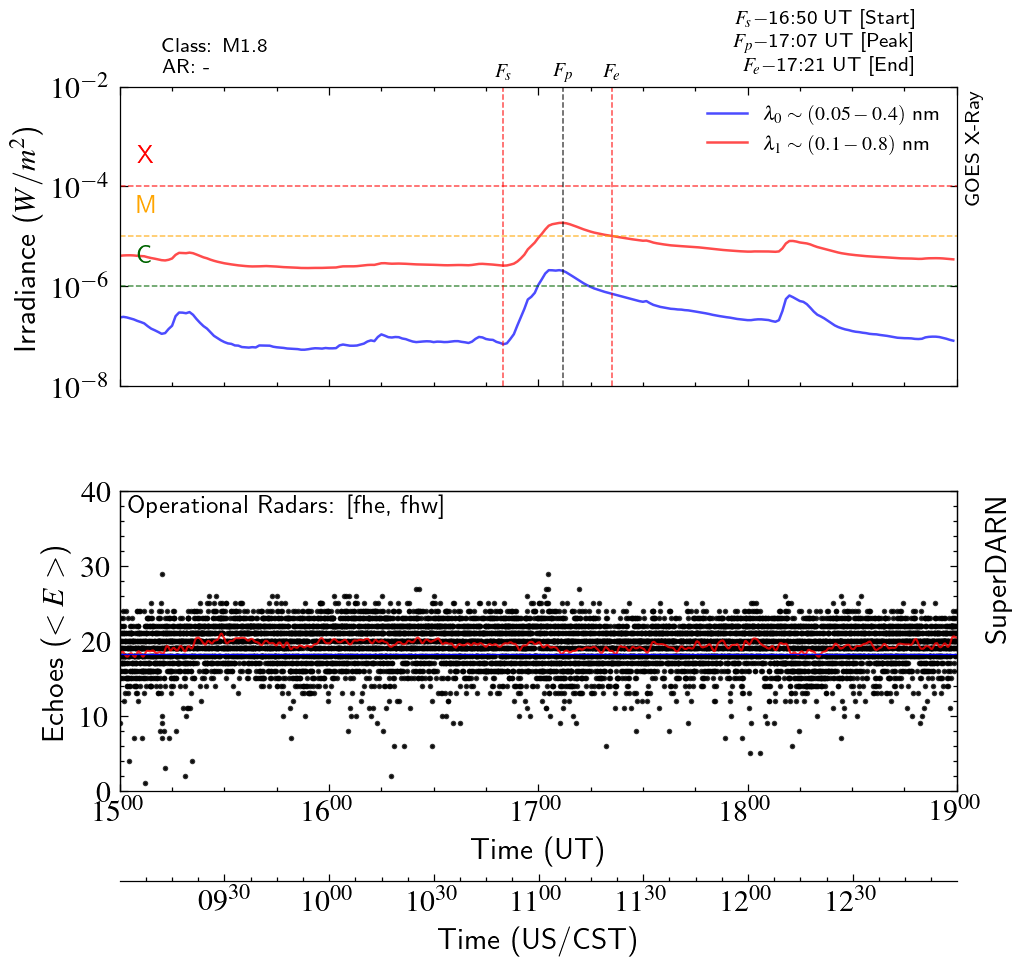 Class: M1.8
AR: -
F_s−16:50 UT [Start]
F_p−17:07 UT [Peak]
F_e−17:21 UT [End]
F_s F_p F_e
λ_0 ∼ (0.05 − 0.4) nm
λ_1 ∼ (0.1 − 0.8) nm
X
M
C
10^−2
10^−4
10^−6
10^−8
Irradiance (W/m^2)
GOES X-Ray
Operational Radars: [fhe, fhw]
40
30
20
10
0
Echoes (< E >)
SuperDARN
15^00 16^00 17^00 18^00 19^00
Time (UT)
09^30 10^00 10^30 11^00 11^30 12^00 12^30
Time (US/CST)